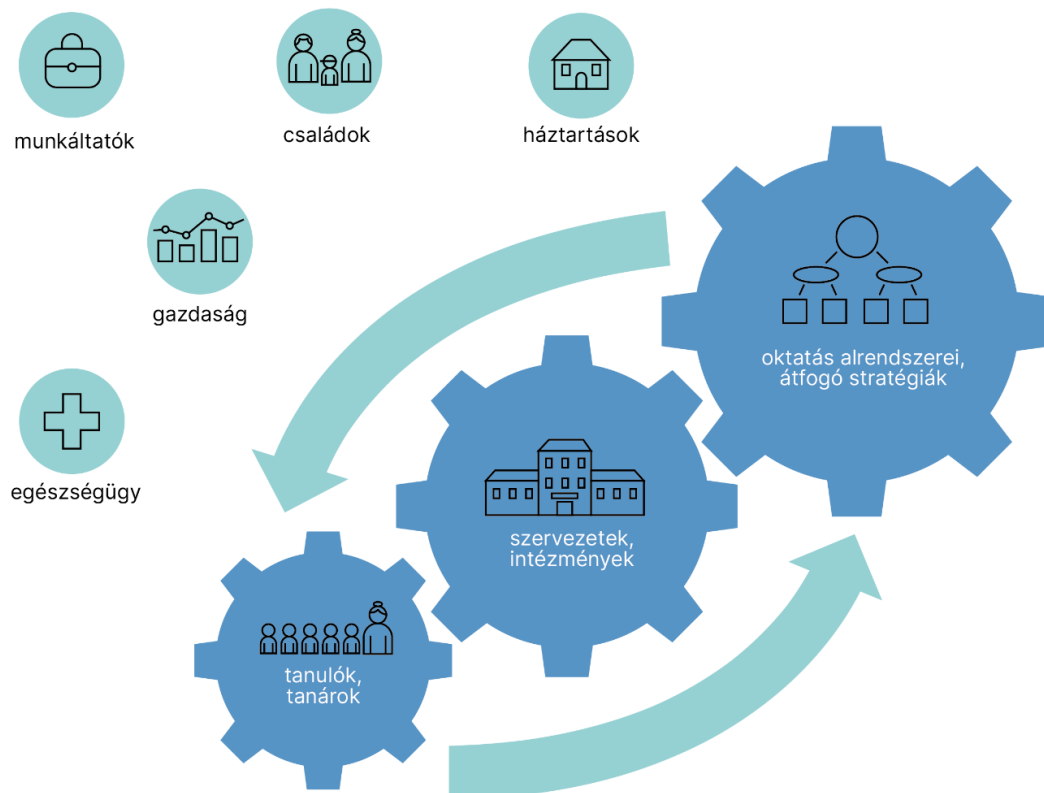 munkáltatók
családok
háztartások
gazdaság
egészségügy
oktatás alrendszerei,
átfogó stratégiák
szervezetek,
intézmények
tanulók,
tanárok